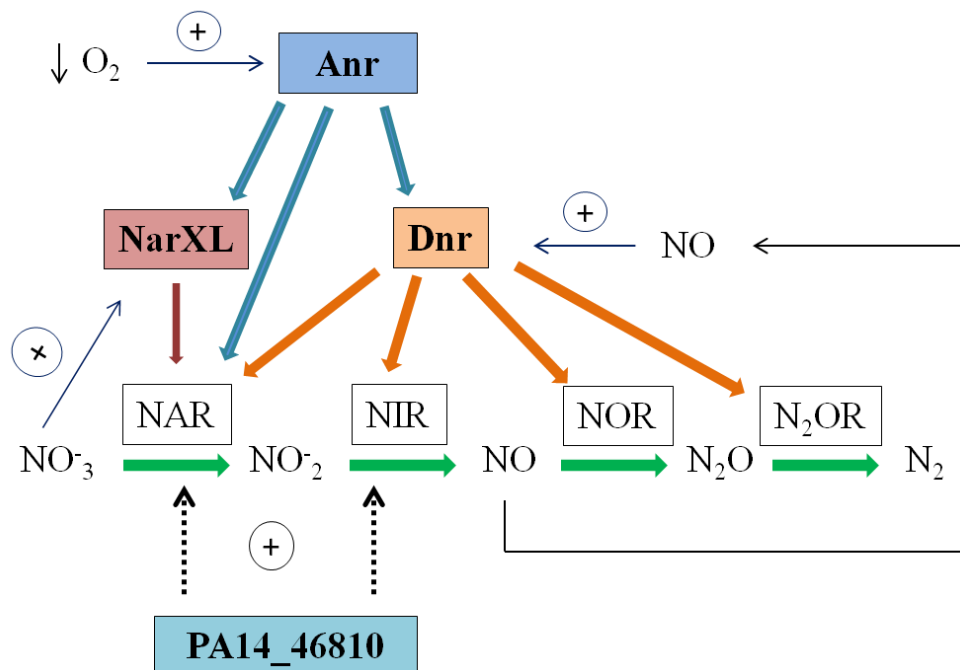 +
↓ O₂
Anr
NarXL
Dnr
+
NO
+
NAR
NIR
NOR
N₂OR
NO⁻₃
NO⁻₂
NO
N₂O
N₂
+
PA14_46810